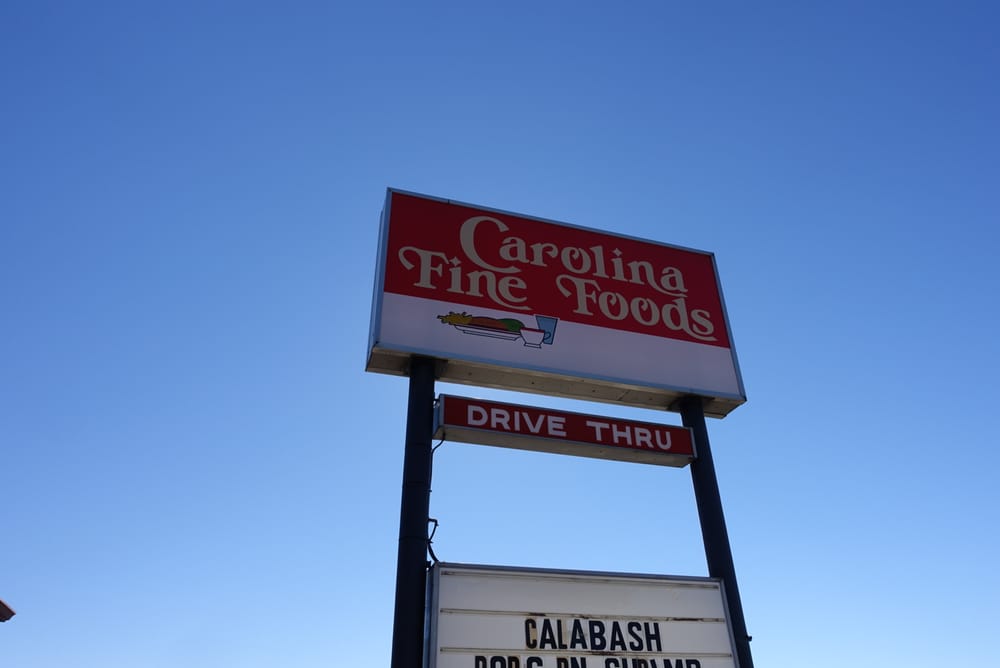 Carolina
Fine Foods
DRIVE THRU
CALABASH